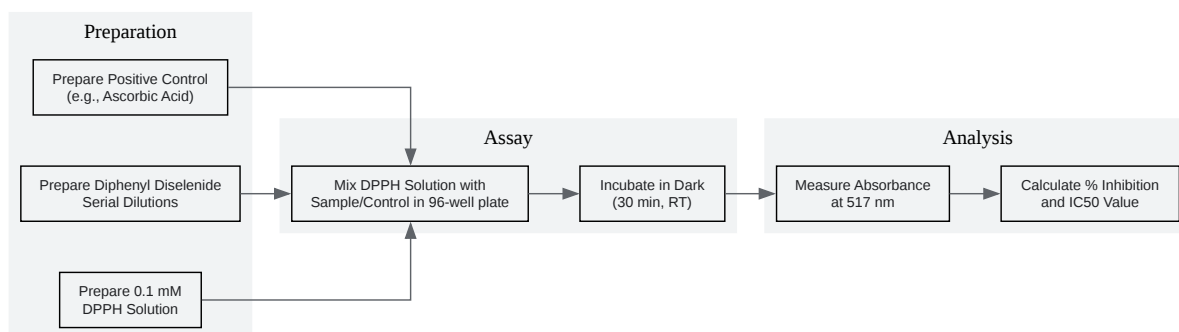 Preparation
Prepare Positive Control
(e.g., Ascorbic Acid)
Prepare Diphenyl Diselenide
Serial Dilutions
Prepare 0.1 mM
DPPH Solution
Assay
Mix DPPH Solution with
Sample/Control in 96-well plate
Incubate in Dark
(30 min, RT)
Analysis
Measure Absorbance
at 517 nm
Calculate % Inhibition
and IC50 Value